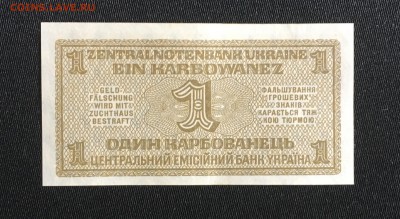 COINS.LAVE.RU
ZENTRALNOTENBANK UKRAINE
1 EIN KARBOWANEZ 1
GELD-
FÄLSCHUNG
WIRD MIT
ZUCHTHAUS
BESTRAFT
1
ФАЛЬШУВАННЯ
ГРОШЕВИХ
ЗНАКІВ
КАРАЄТЬСЯ ТЯЖ-
КОЮ ТЮРМОЮ
1 ОДИН КАРБОВАНЕЦЬ 1
ЦЕНТРАЛЬНИЙ ЕМІСІЙНИЙ БАНК УКРАЇНА